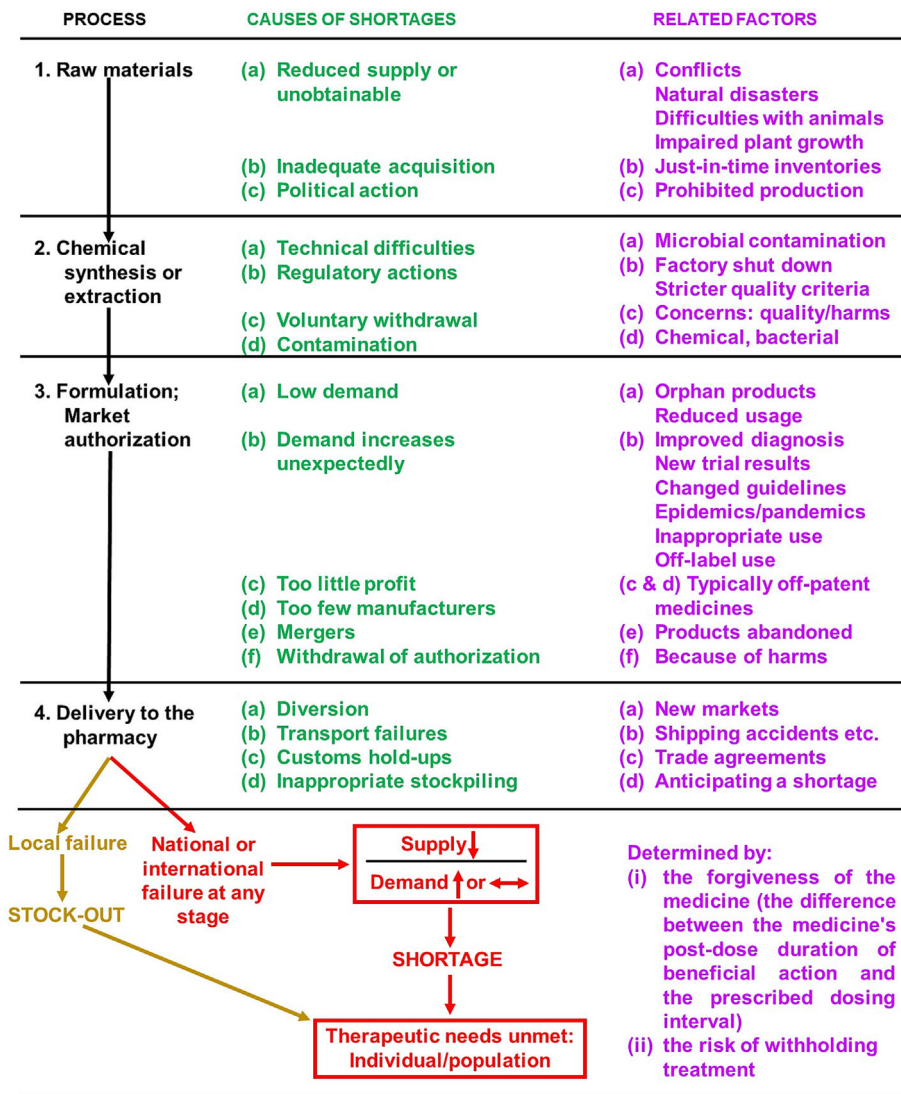 PROCESS CAUSES OF SHORTAGES RELATED FACTORS
1. Raw materials (a) Reduced supply or (a) Conflicts
unobtainable Natural disasters
Difficulties with animals
Impaired plant growth
(b) Inadequate acquisition (b) Just-in-time inventories
(c) Political action (c) Prohibited production
2. Chemical (a) Technical difficulties (a) Microbial contamination
synthesis or (b) Regulatory actions (b) Factory shut down
extraction Stricter quality criteria
(c) Voluntary withdrawal (c) Concerns: quality/harms
(d) Contamination (d) Chemical, bacterial
3. Formulation; (a) Low demand (a) Orphan products
Market Reduced usage
authorization (b) Demand increases (b) Improved diagnosis
unexpectedly New trial results
Changed guidelines
Epidemics/pandemics
Inappropriate use
Off-label use
(c) Too little profit (c & d) Typically off-patent
(d) Too few manufacturers medicines
(e) Mergers (e) Products abandoned
(f) Withdrawal of authorization (f) Because of harms
4. Delivery to the (a) Diversion (a) New markets
pharmacy (b) Transport failures (b) Shipping accidents etc.
(c) Customs hold-ups (c) Trade agreements
(d) Inappropriate stockpiling (d) Anticipating a shortage
Local failure
STOCK-OUT
National or
international
failure at any
stage
Supply
Demand or
SHORTAGE
Therapeutic needs unmet:
Individual/population
Determined by:
(i) the forgiveness of the
medicine (the difference
between the medicine's
post-dose duration of
beneficial action and
the prescribed dosing
interval)
(ii) the risk of withholding
treatment